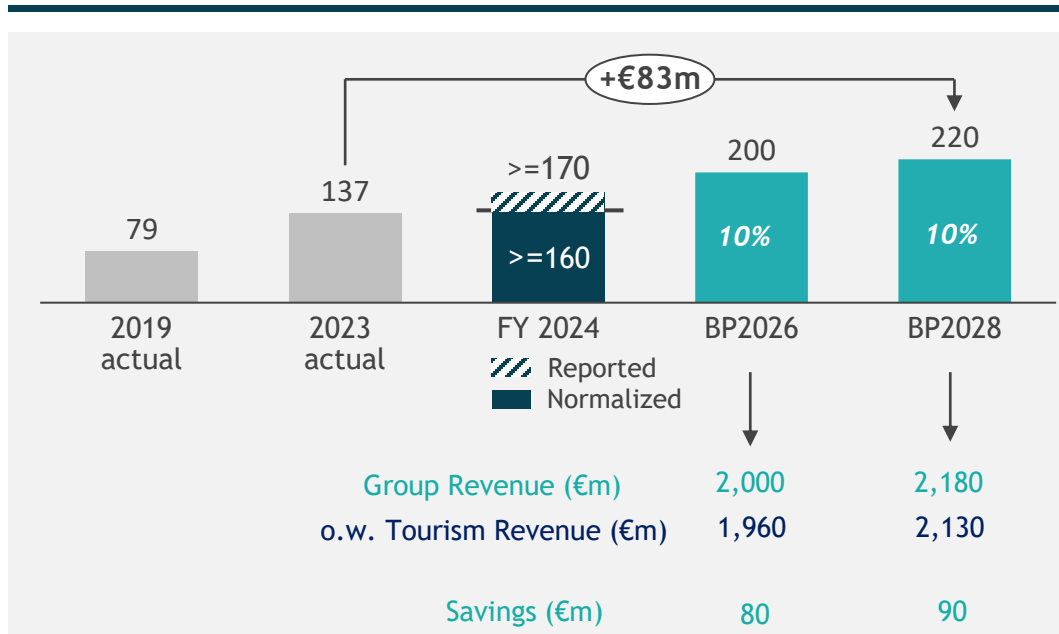 +€83m
220
200
>=170
137
79
10%
10%
>=160
2019
actual
2023
actual
FY 2024
BP2026
BP2028
Reported
Normalized
Group Revenue (€m) 2,000 2,180
o.w. Tourism Revenue (€m) 1,960 2,130
Savings (€m) 80 90